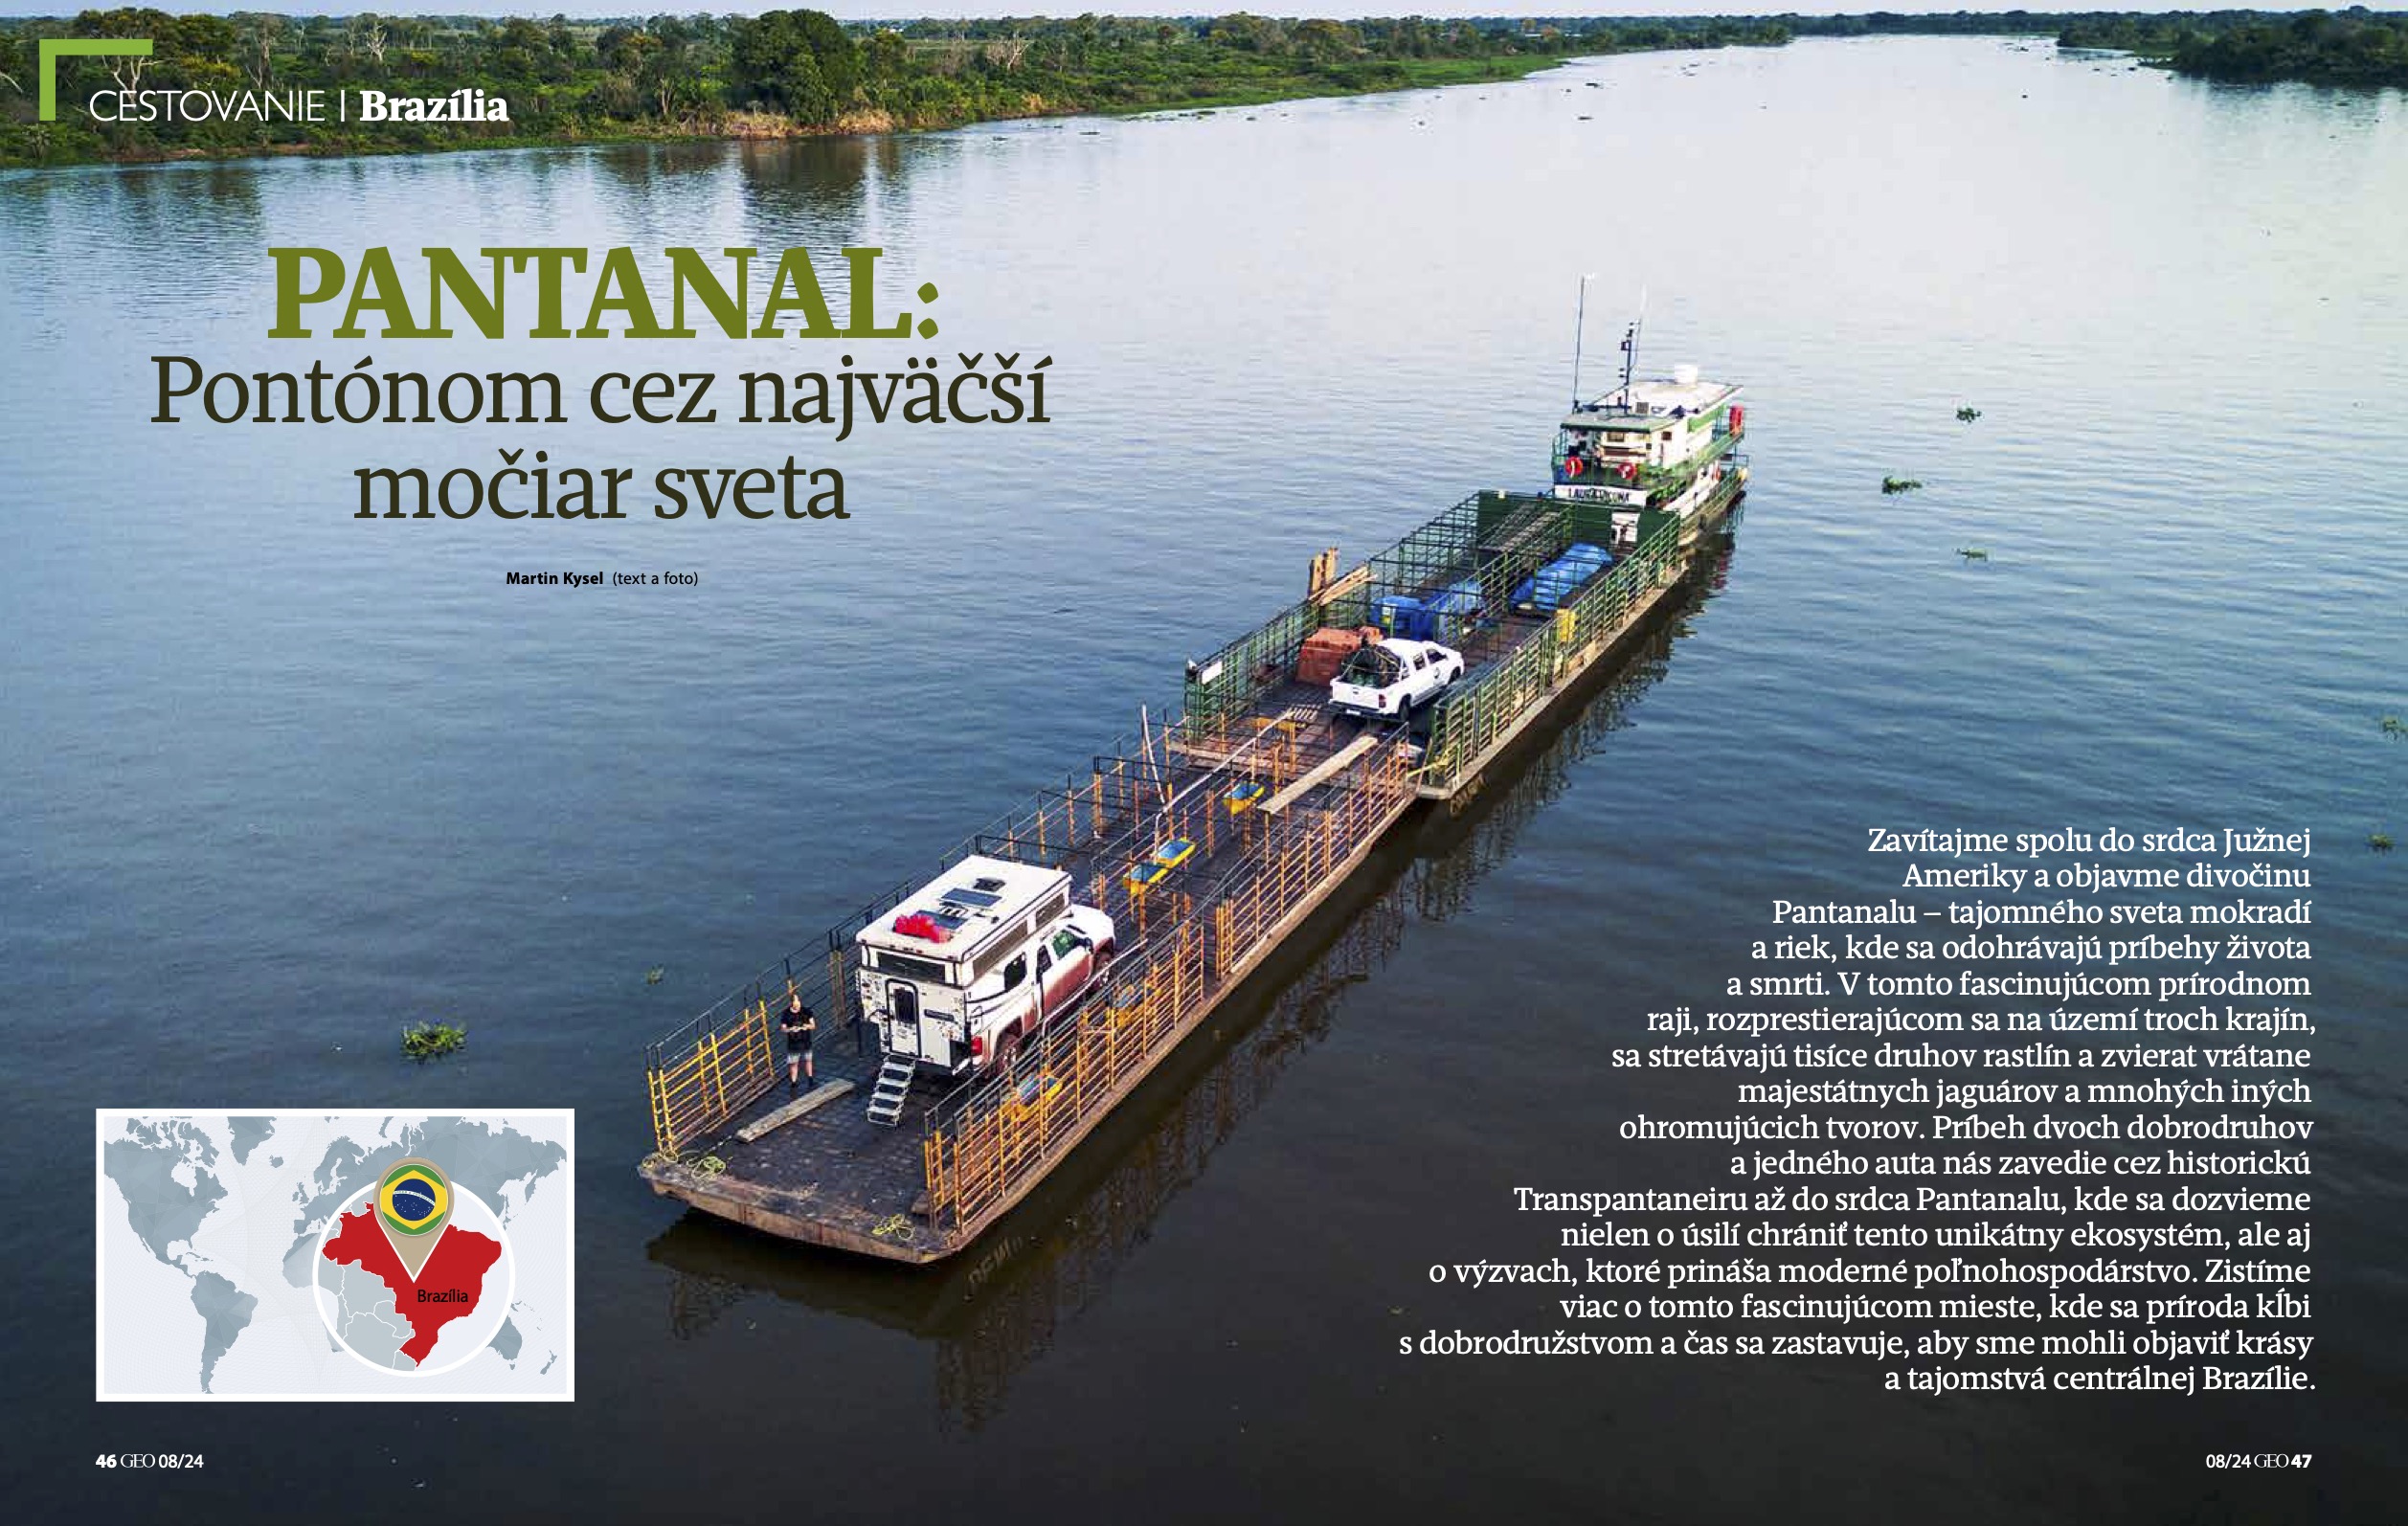 CESTOVANIE | Brazília
PANTANAL:
Pontónom cez najväčší
močiar sveta
Martin Kysel (text a foto)
Zavítajme spolu do srdca Južnej
Ameriky a objavme divočinu
Pantanalu – tajomného sveta mokradí
a riek, kde sa odohrávajú príbehy života
a smrti. V tomto fascinujúcom prírodnom
raji, rozprestierajúcom sa na území troch krajín,
sa stretávajú tisíce druhov rastlín a zvierat vrátane
majestátnych jaguárov a mnohých iných
ohromujúcich tvorov. Príbeh dvoch dobrodruhov
a jedného auta nás zavedie cez historickú
Transpantaneiru až do srdca Pantanalu, kde sa dozvieme
nielen o úsilí chrániť tento unikátny ekosystém, ale aj
o výzvach, ktoré prináša moderné poľnohospodárstvo. Zistíme
viac o tomto fascinujúcom mieste, kde sa príroda kĺbi
s dobrodružstvom a čas sa zastavuje, aby sme mohli objaviť krásy
a tajomstvá centrálnej Brazílie.
Brazília
46 GEO 08/24
08/24 GEO 47